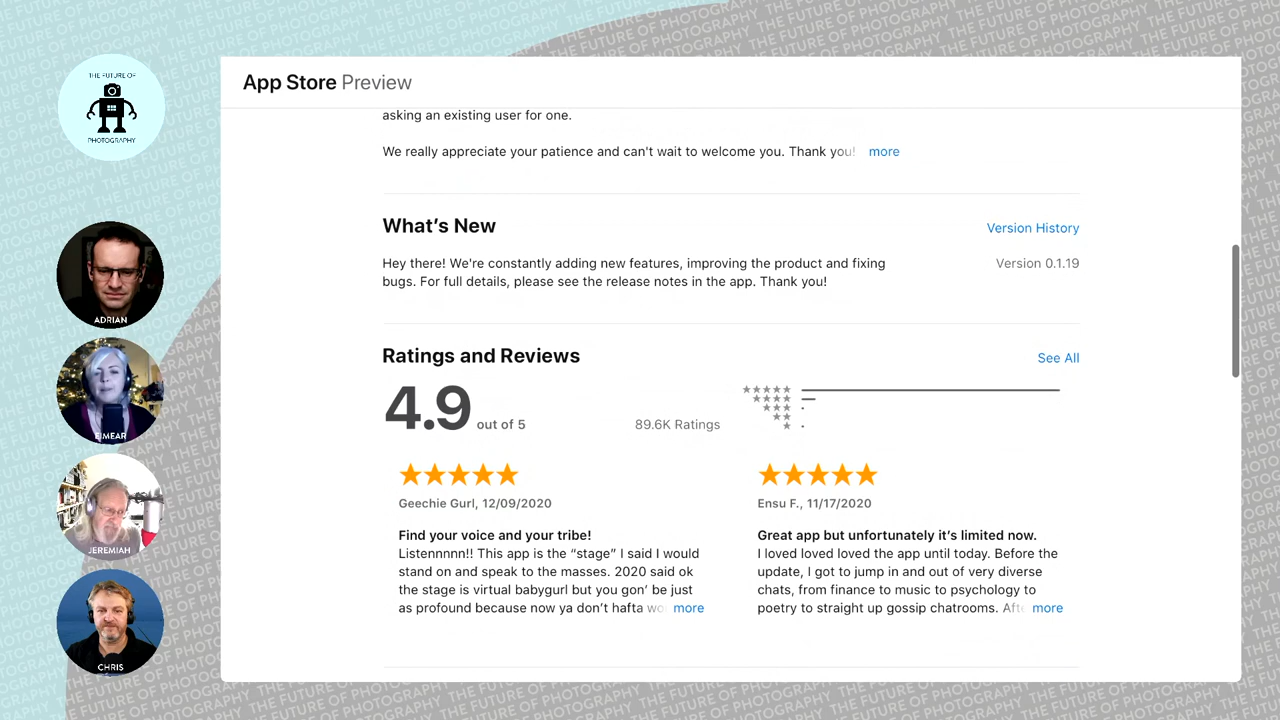 THE FUTURE OF
PHOTOGRAPHY
ADRIAN
EIMEAR
JEREMIAH
CHRIS
App Store Preview
asking an existing user for one.
We really appreciate your patience and can't wait to welcome you. Thank you! more
What's New
Version History
Hey there! We're constantly adding new features, improving the product and fixing
Version 0.1.19
bugs. For full details, please see the release notes in the app. Thank you!
Ratings and Reviews
See All
4.9 out of 5
89.6K Ratings
Geechie Gurl, 12/09/2020
Find your voice and your tribe!
Listennnnn!! This app is the “stage” I said I would
stand on and speak to the masses. 2020 said ok
the stage is virtual babygurl but you gon’ be just
as profound because now ya don’t hafta wo more
Ensu F., 11/17/2020
Great app but unfortunately it’s limited now.
I loved loved loved the app until today. Before the
update, I got to jump in and out of very diverse
chats, from finance to music to psychology to
poetry to straight up gossip chatrooms. Afte more